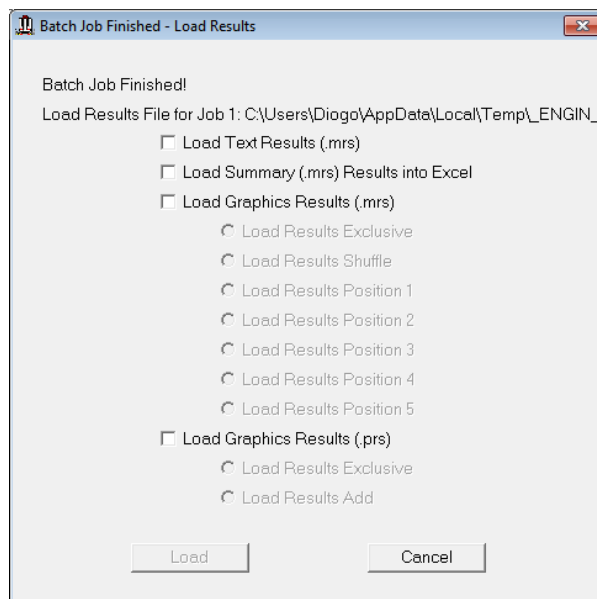 Batch Job Finished - Load Results
Batch Job Finished!
Load Results File for Job 1: C:\Users\Diogo\AppData\Local\Temp\_ENGIN_
Load Text Results (.mrs)
Load Summary (.mrs) Results into Excel
Load Graphics Results (.mrs)
Load Results Exclusive
Load Results Shuffle
Load Results Position 1
Load Results Position 2
Load Results Position 3
Load Results Position 4
Load Results Position 5
Load Graphics Results (.prs)
Load Results Exclusive
Load Results Add
Load Cancel